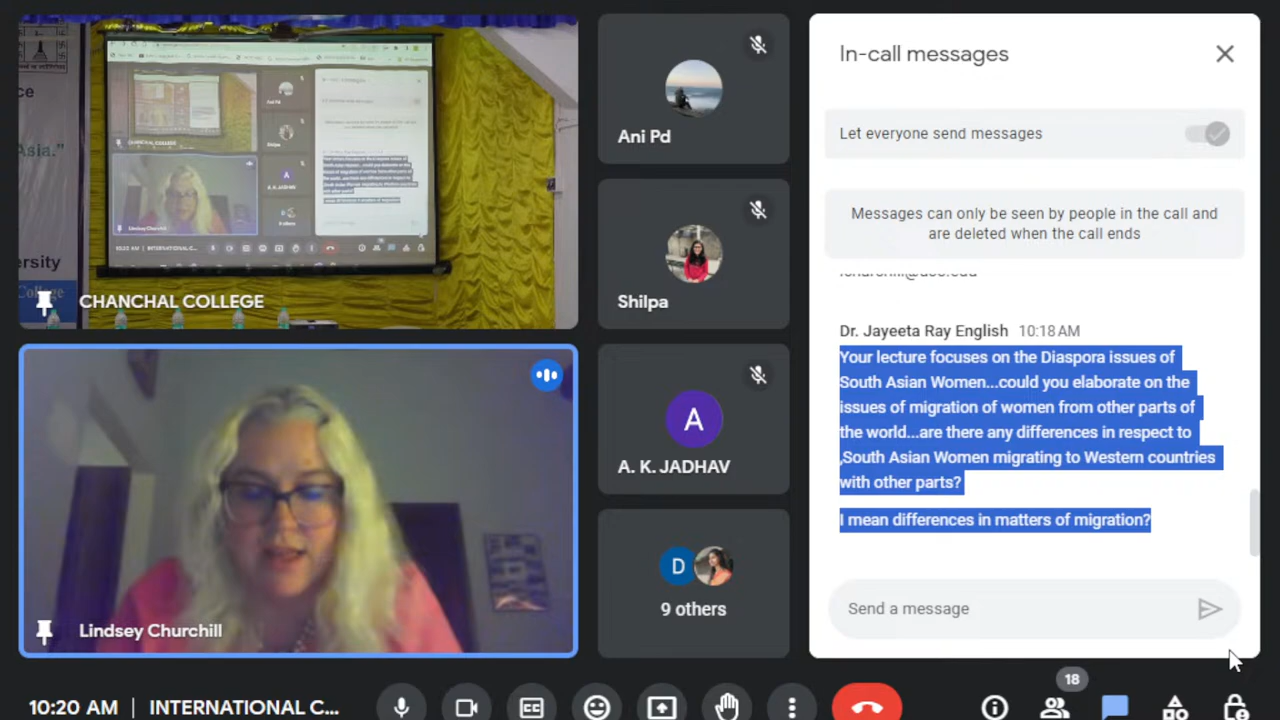 ce
Asia."
ersity
College
CHANCHAL COLLEGE
Lindsey Churchill
Ani Pd
Shilpa
A
A. K. JADHAV
D
9 others
In-call messages
Let everyone send messages
Messages can only be seen by people in the call and
are deleted when the call ends
Dr. Jayeeta Ray English 10:18 AM
Your lecture focuses on the Diaspora issues of
South Asian Women...could you elaborate on the
issues of migration of women from other parts of
the world...are there any differences in respect to
,South Asian Women migrating to Western countries
with other parts?
I mean differences in matters of migration?
Send a message
18
10:20 AM | INTERNATIONAL C...